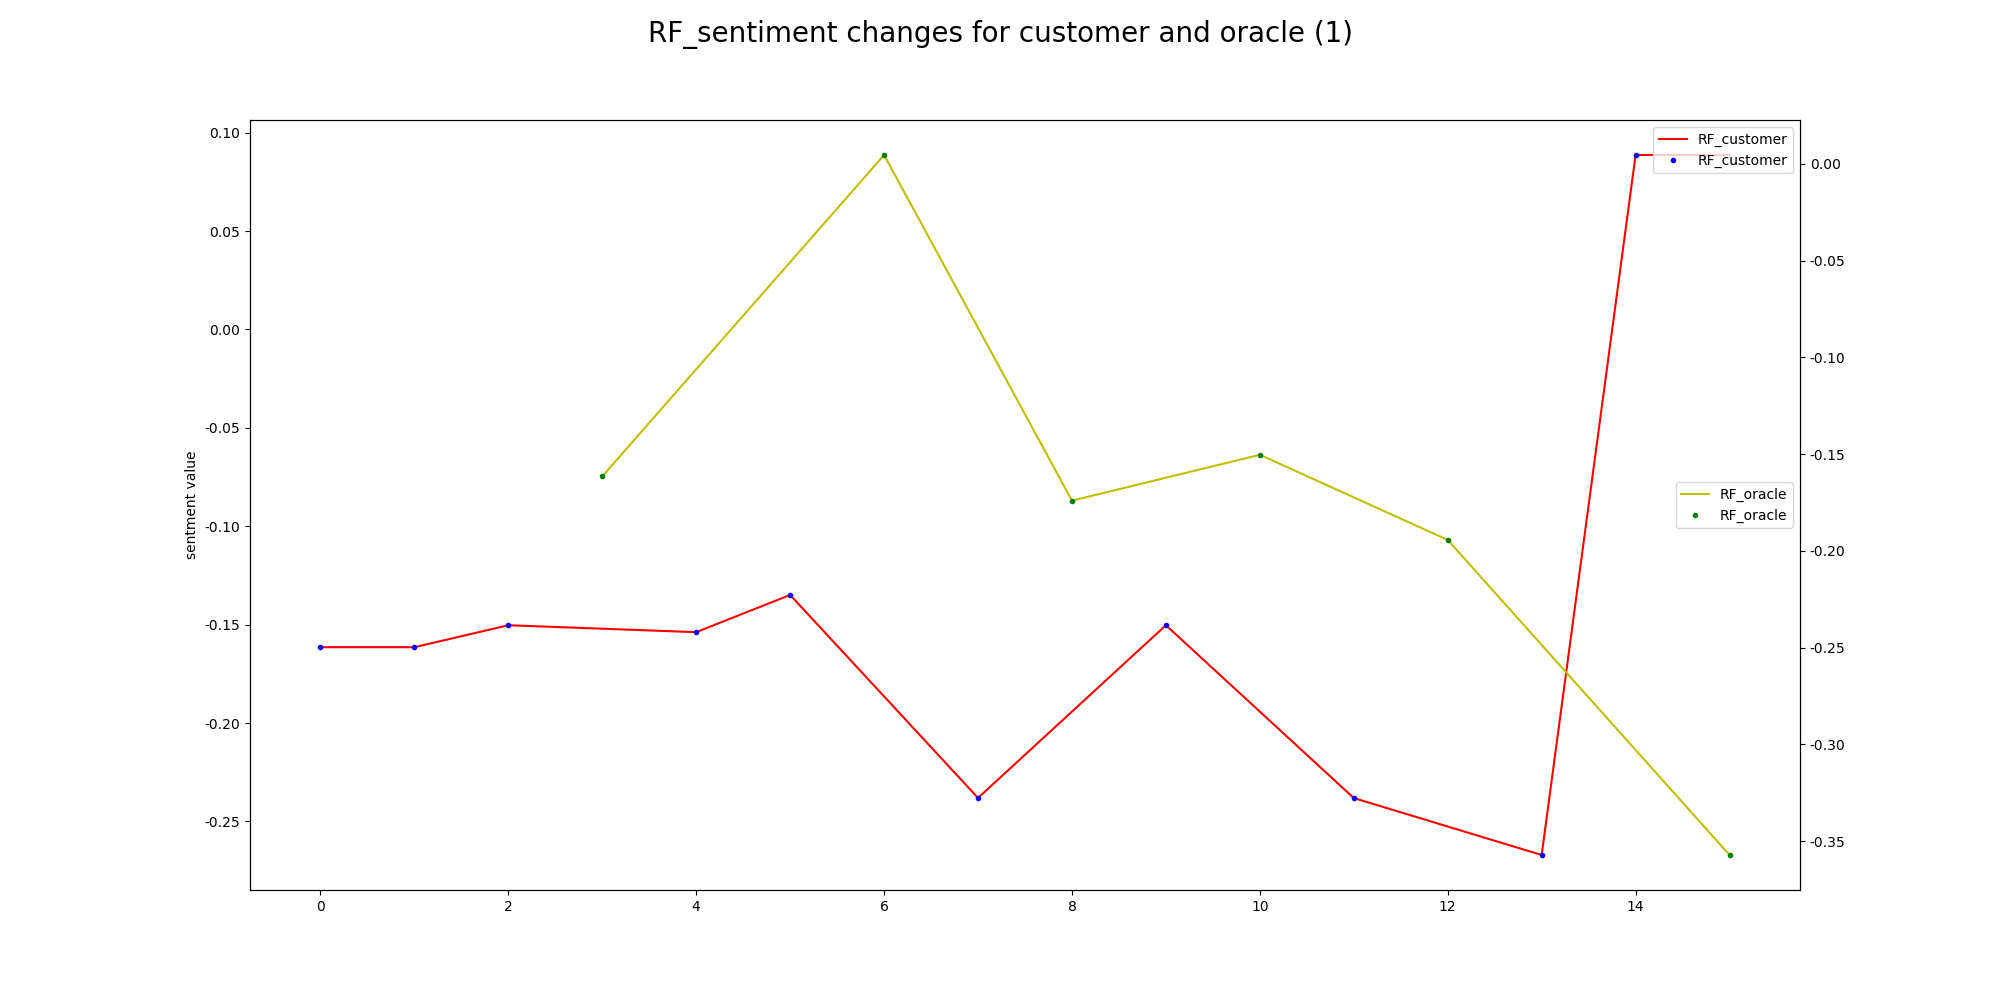 RF_sentiment changes for customer and oracle (1)
0.10
0.05
0.00
-0.05
-0.10
-0.15
-0.20
-0.25
sentment value
RF_customer
RF_customer
RF_oracle
RF_oracle
0.00
-0.05
-0.10
-0.15
-0.20
-0.25
-0.30
-0.35
0 2 4 6 8 10 12 14